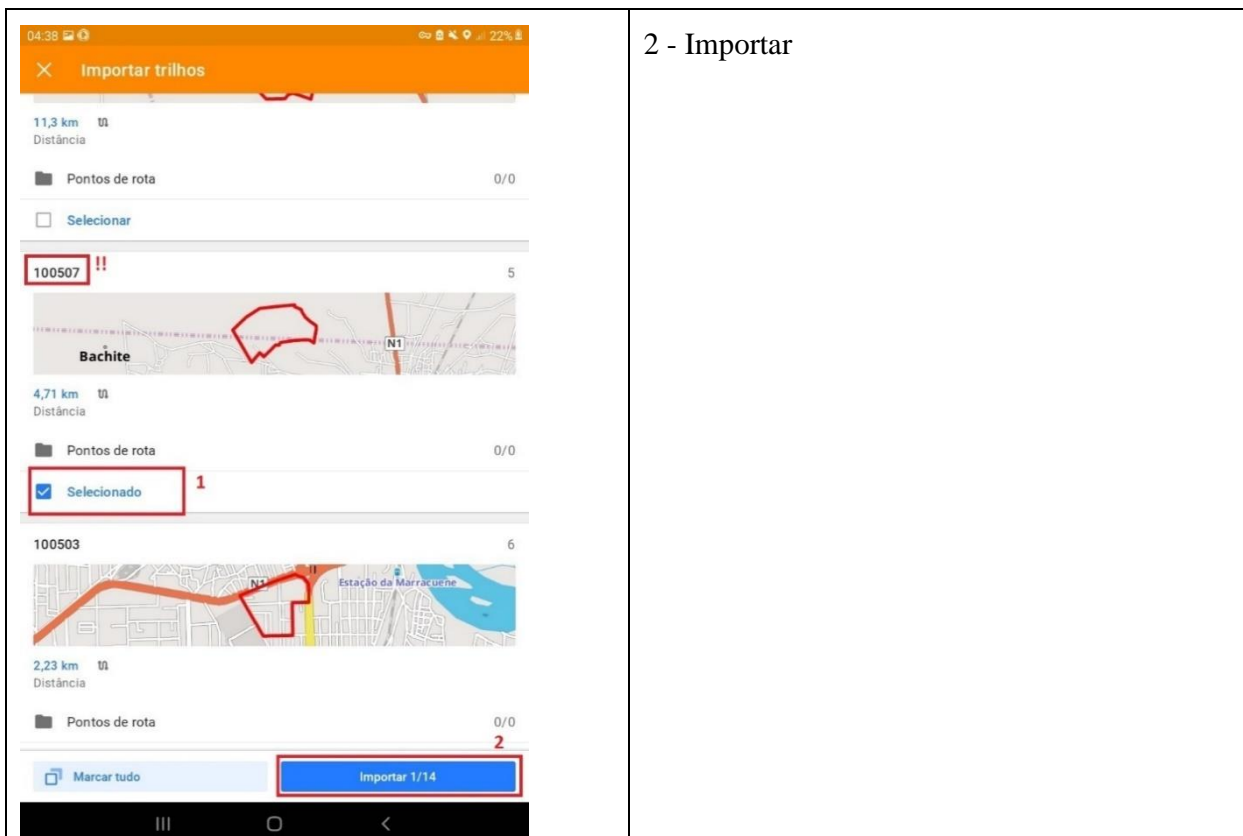 04:38 22%
Importar trilhos
11,3 km
Distância
Pontos de rota 0/0
Selecionar
100507 !! 5
Bachite
N1
4,71 km
Distância
Pontos de rota 0/0
Selecionado 1
100503 6
N1 Estação da Marracuene
2,23 km
Distância
Pontos de rota 0/0
2
Marcar tudo Importar 1/14
2 - Importar